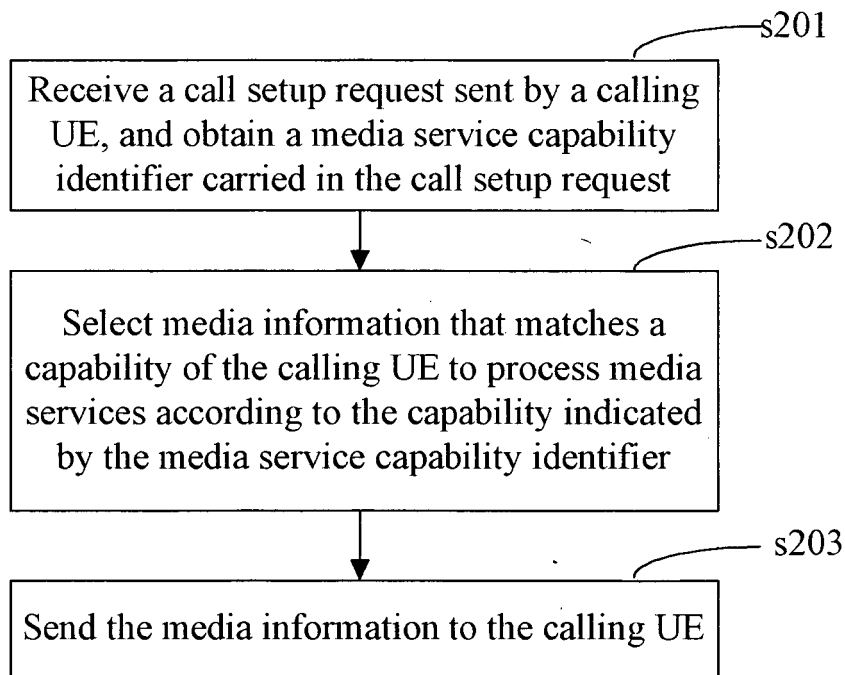 s201
Receive a call setup request sent by a calling
UE, and obtain a media service capability
identifier carried in the call setup request
s202
Select media information that matches a
capability of the calling UE to process media
services according to the capability indicated
by the media service capability identifier
s203
Send the media information to the calling UE